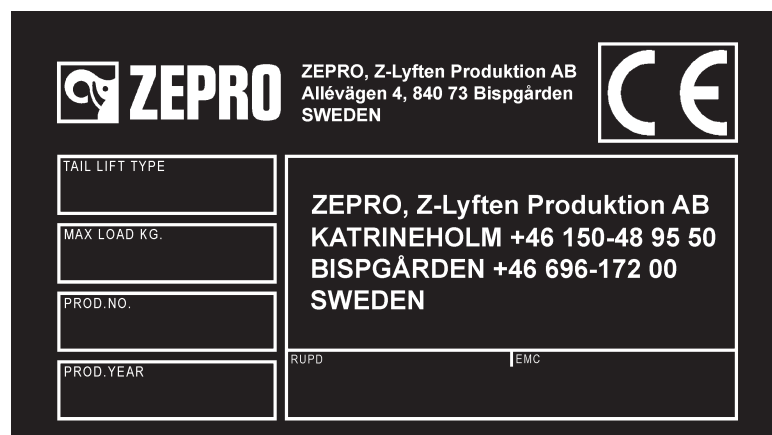 ZEPRO
ZEPRO, Z-Lyften Produktion AB
Allévägen 4, 840 73 Bispgården
SWEDEN
CE
TAIL LIFT TYPE
MAX LOAD KG.
PROD.NO.
PROD.YEAR
ZEPRO, Z-Lyften Produktion AB
KATRINEHOLM +46 150-48 95 50
BISPGÅRDEN +46 696-172 00
SWEDEN
RUPD
EMC